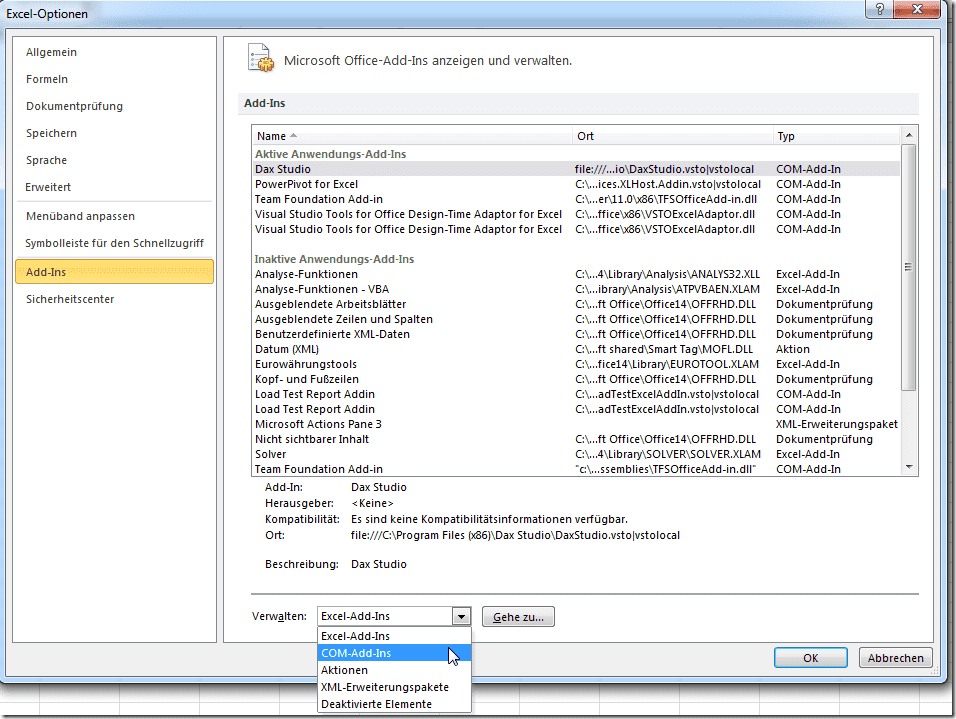 Excel-Optionen
Allgemein
Formeln
Dokumentprüfung
Speichern
Sprache
Erweitert
Menüband anpassen
Symbolleiste für den Schnellzugriff
Add-Ins
Sicherheitscenter
Microsoft Office-Add-Ins anzeigen und verwalten.
Add-Ins
Name Ort Typ
Aktive Anwendungs-Add-Ins
Dax Studio file:///...io\DaxStudio.vsto|vstolocal COM-Add-In
PowerPivot for Excel C:\...ices.XLHost.Addin.vsto|vstolocal COM-Add-In
Team Foundation Add-in C:\...er\11.0\x86\TFSOfficeAdd-in.dll COM-Add-In
Visual Studio Tools for Office Design-Time Adaptor for Excel C:\...ffice\x86\VSTOExcelAdaptor.dll COM-Add-In
Visual Studio Tools for Office Design-Time Adaptor for Excel C:\...ffice\x86\VSTOExcelAdaptor.dll COM-Add-In
Inaktive Anwendungs-Add-Ins
Analyse-Funktionen C:\...4\Library\Analysis\ANALYS32.XLL Excel-Add-In
Analyse-Funktionen - VBA C:\...ibrary\Analysis\ATPVBAEN.XLAM Excel-Add-In
Ausgeblendete Arbeitsblätter C:\...ft Office\Office14\OFFRHD.DLL Dokumentprüfung
Ausgeblendete Zeilen und Spalten C:\...ft Office\Office14\OFFRHD.DLL Dokumentprüfung
Benutzerdefinierte XML-Daten C:\...ft Office\Office14\OFFRHD.DLL Dokumentprüfung
Datum (XML) C:\...ft shared\Smart Tag\MOFL.DLL Aktion
Eurowährungstools C:\...fice14\Library\EUROTOOL.XLAM Excel-Add-In
Kopf- und Fußzeilen C:\...ft Office\Office14\OFFRHD.DLL Dokumentprüfung
Load Test Report Addin C:\...adTestExcelAddIn.vsto|vstolocal COM-Add-In
Load Test Report Addin C:\...adTestExcelAddIn.vsto|vstolocal COM-Add-In
Microsoft Actions Pane 3 XML-Erweiterungspaket
Nicht sichtbarer Inhalt C:\...ft Office\Office14\OFFRHD.DLL Dokumentprüfung
Solver C:\...4\Library\SOLVER\SOLVER.XLAM Excel-Add-In
Team Foundation Add-in "c:\...ssemblies\TFSOfficeAdd-in.dll" COM-Add-In
Add-In: Dax Studio
Herausgeber: <Keine>
Kompatibilität: Es sind keine Kompatibilitätsinformationen verfügbar.
Ort: file:///C:\Program Files (x86)\Dax Studio\DaxStudio.vsto|vstolocal
Beschreibung: Dax Studio
Verwalten: Excel-Add-Ins Gehe zu...
Excel-Add-Ins
COM-Add-Ins
Aktionen
XML-Erweiterungspakete
Deaktivierte Elemente
OK Abbrechen